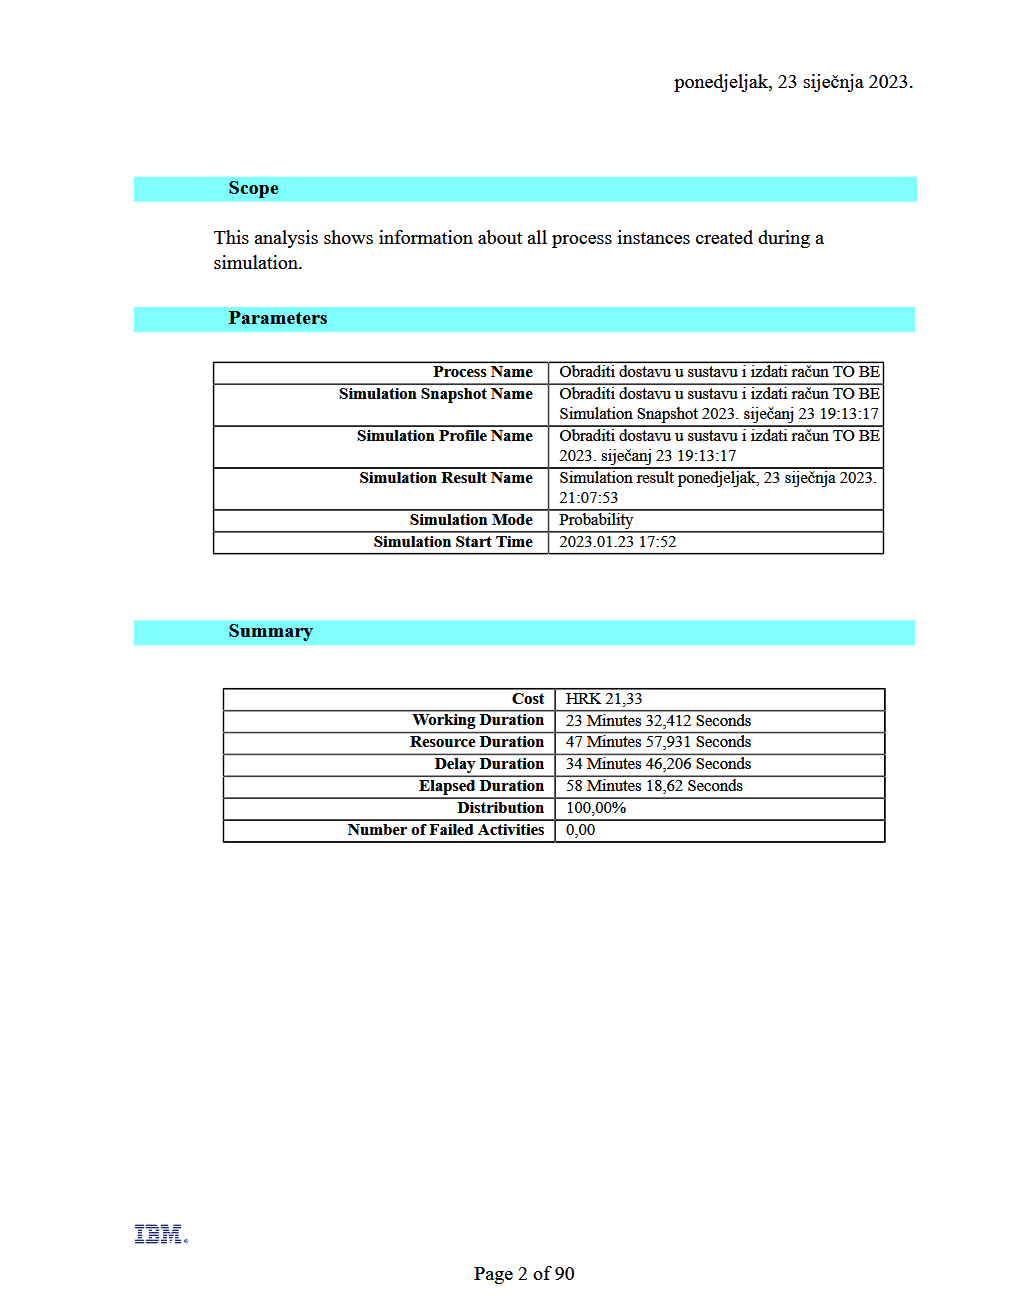 ponedjeljak, 23 siječnja 2023.
Scope
This analysis shows information about all process instances created during a
simulation.
Parameters
Process Name Obraditi dostavu u sustavu i izdati račun TO BE
Simulation Snapshot Name Obraditi dostavu u sustavu i izdati račun TO BE
Simulation Snapshot 2023. siječanj 23 19:13:17
Simulation Profile Name Obraditi dostavu u sustavu i izdati račun TO BE
2023. siječanj 23 19:13:17
Simulation Result Name Simulation result ponedjeljak, 23 siječnja 2023.
21:07:53
Simulation Mode Probability
Simulation Start Time 2023.01.23 17:52
Summary
Cost HRK 21,33
Working Duration 23 Minutes 32,412 Seconds
Resource Duration 47 Minutes 57,931 Seconds
Delay Duration 34 Minutes 46,206 Seconds
Elapsed Duration 58 Minutes 18,62 Seconds
Distribution 100,00%
Number of Failed Activities 0,00
IBM®
Page 2 of 90